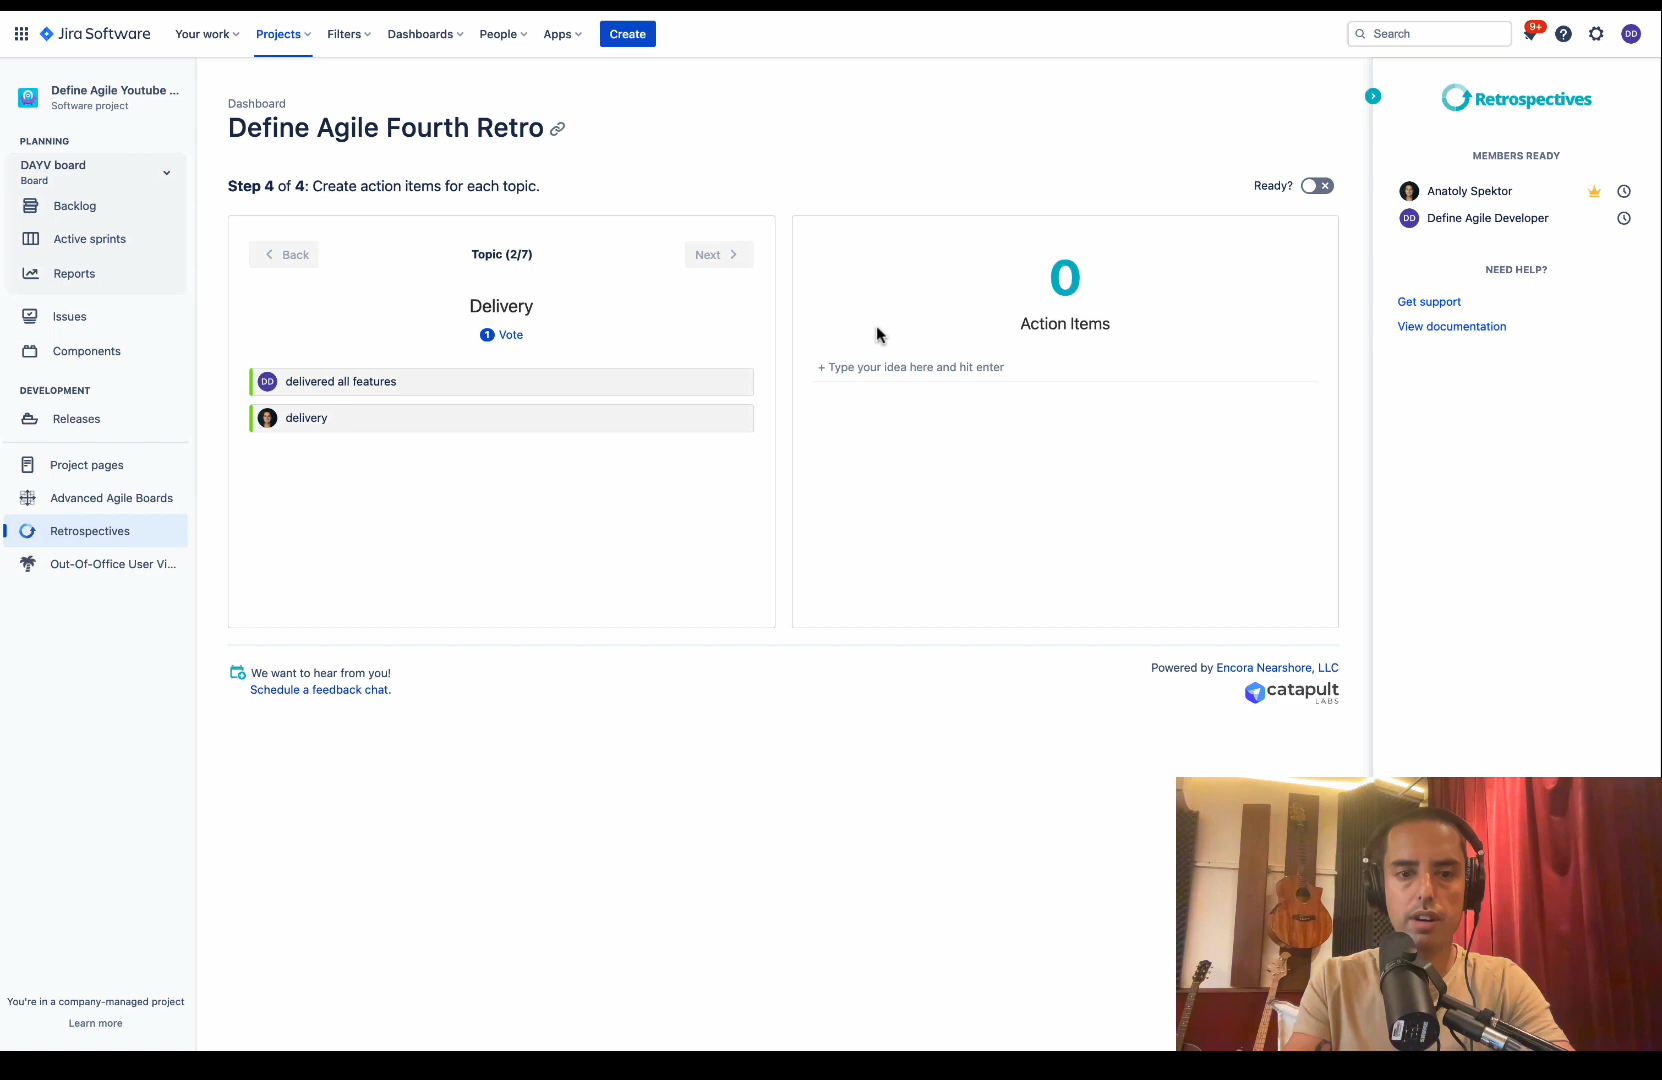 Jira Software
Your work
Projects
Filters
Dashboards
People
Apps
Create
Search
9+
DD
Define Agile Youtube ...
Software project
PLANNING
DAYV board
Board
Backlog
Active sprints
Reports
Issues
Components
DEVELOPMENT
Releases
Project pages
Advanced Agile Boards
Retrospectives
Out-Of-Office User Vi...
You're in a company-managed project
Learn more
Dashboard
Define Agile Fourth Retro
Step 4 of 4: Create action items for each topic.
Ready?
Back
Topic (2/7)
Next
Delivery
1 Vote
DD delivered all features
delivery
0
Action Items
+ Type your idea here and hit enter
We want to hear from you!
Schedule a feedback chat.
Powered by Encora Nearshore, LLC
catapult
LABS
Retrospectives
MEMBERS READY
Anatoly Spektor
DD Define Agile Developer
NEED HELP?
Get support
View documentation